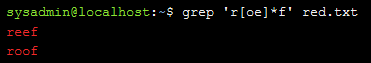 sysadmin@localhost:~$ grep 'r[oe]*f' red.txt
reef
roof